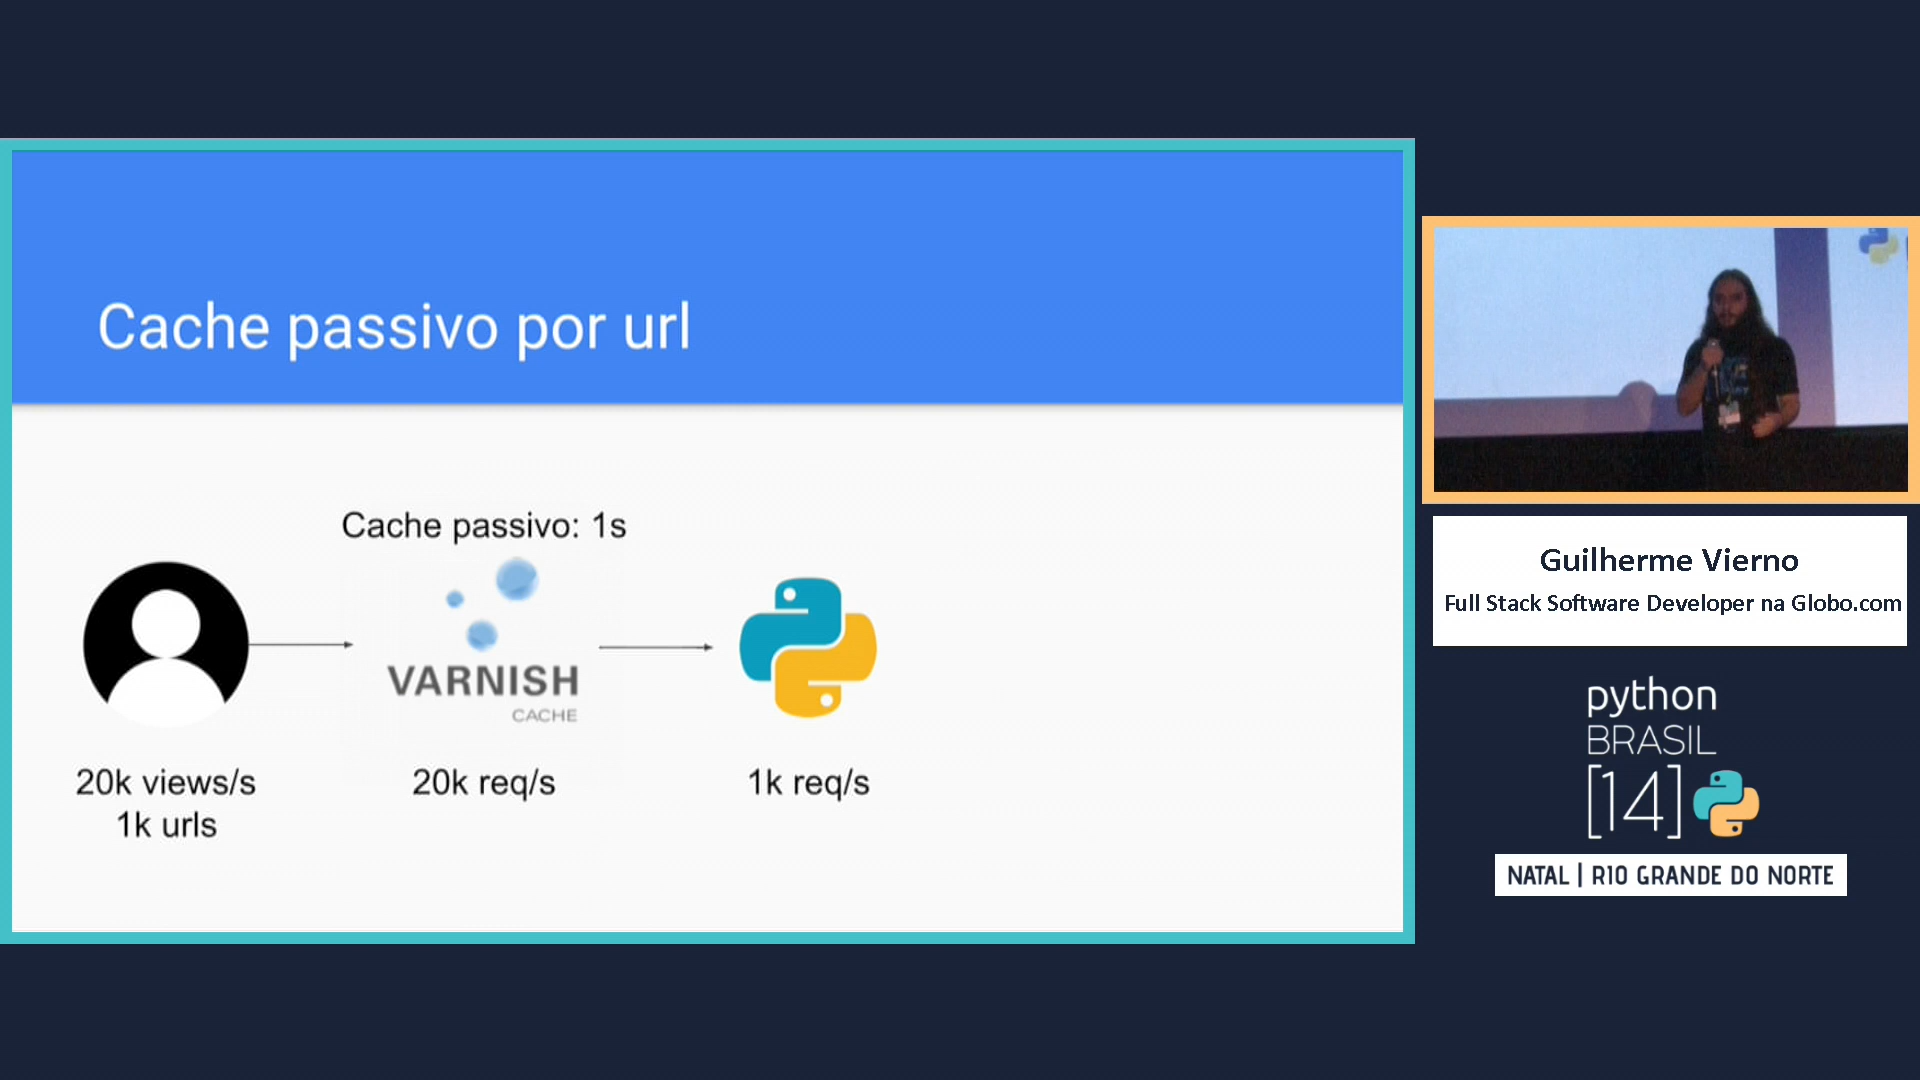 Cache passivo por url
Cache passivo: 1s
VARNISH
CACHE
20k views/s
1k urls
20k req/s
1k req/s
Guilherme Vierno
Full Stack Software Developer na Globo.com
python
BRASIL
[14]
NATAL | RIO GRANDE DO NORTE